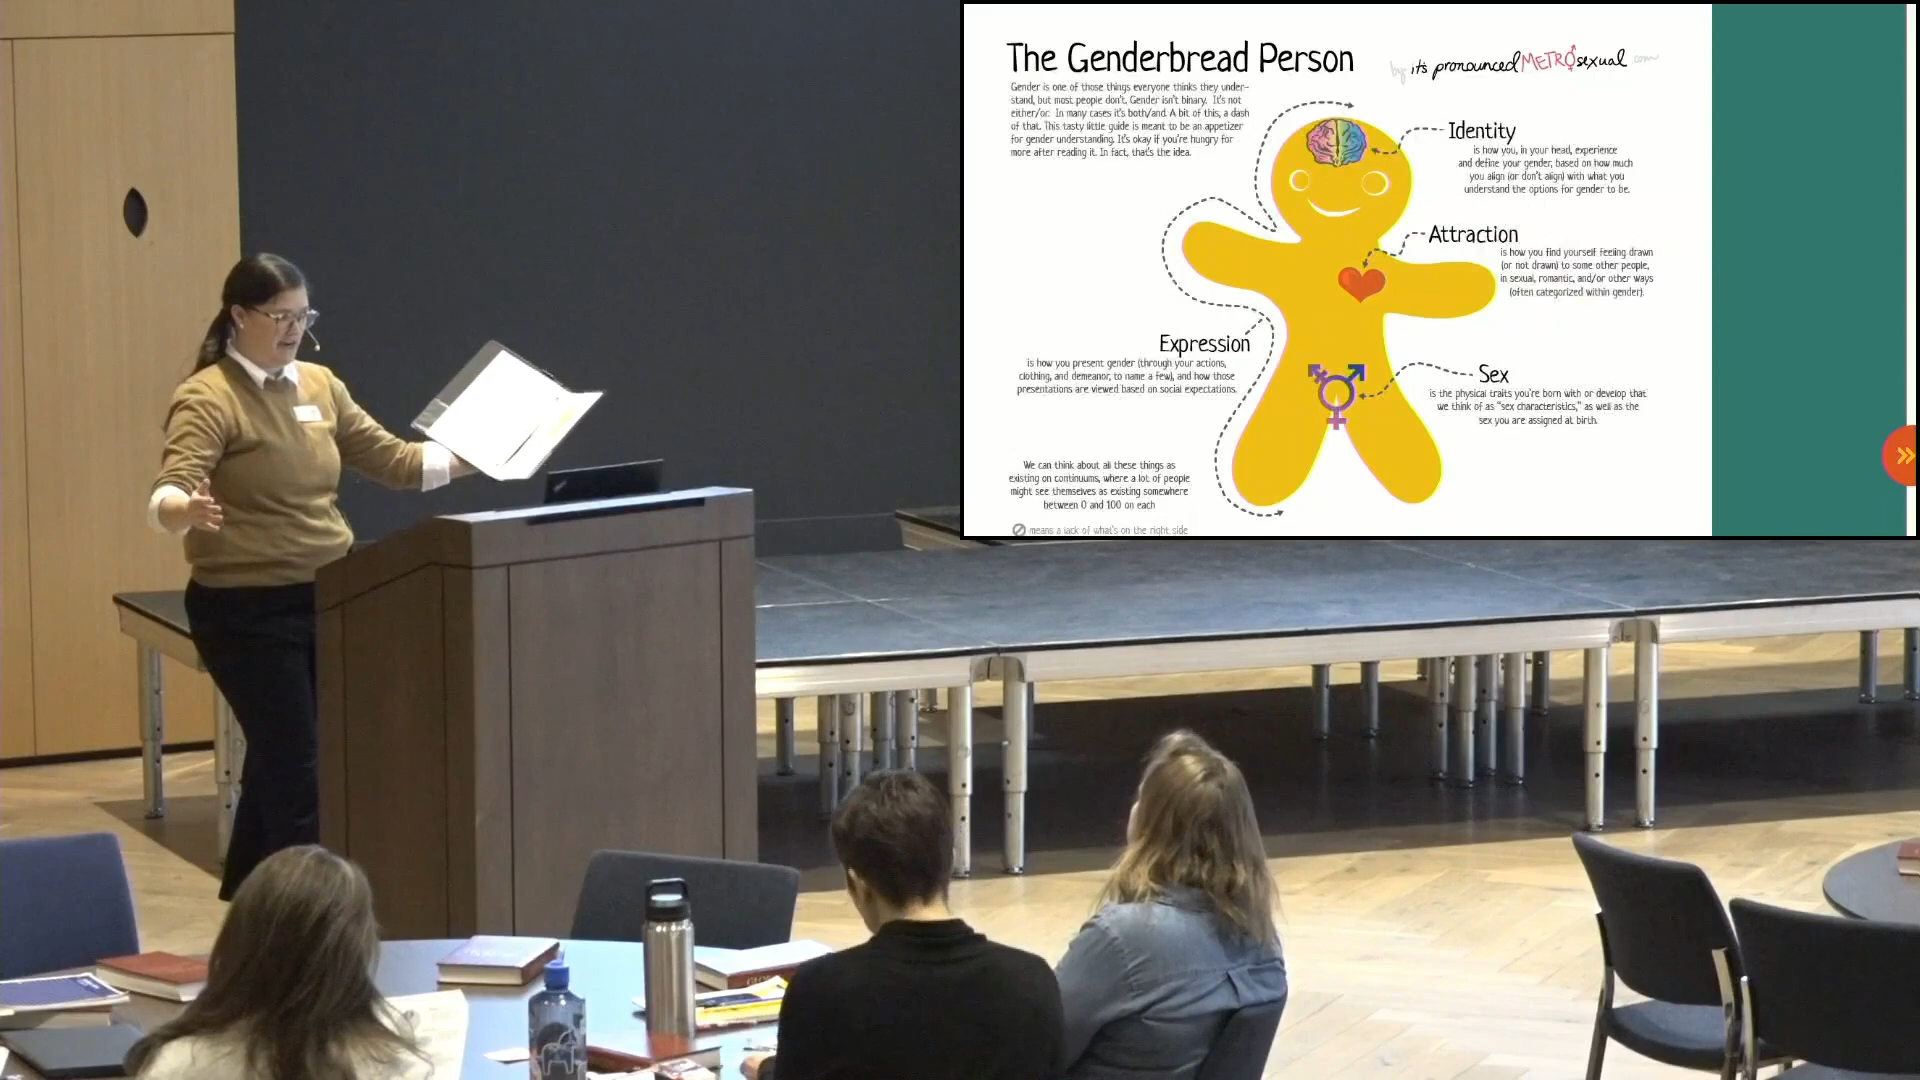 The Genderbread Person
by it's pronounced METROsexual com
Gender is one of those things everyone thinks they under-
stand, but most people don't. Gender isn't binary. It's not
either/or. In many cases it's both/and. A bit of this, a dash
of that. This tasty little guide is meant to be an appetizer
for gender understanding. It's okay if you're hungry for
more after reading it. In fact, that's the idea.
Identity
is how you, in your head, experience
and define your gender, based on how much
you align (or don't align) with what you
understand the options for gender to be.
Attraction
is how you find yourself feeling drawn
(or not drawn) to some other people,
in sexual, romantic, and/or other ways
(often categorized within gender).
Expression
is how you present gender (through your actions,
clothing, and demeanor, to name a few), and how those
presentations are viewed based on social expectations.
Sex
is the physical traits you're born with or develop that
we think of as "sex characteristics," as well as the
sex you are assigned at birth.
We can think about all these things as
existing on continuums, where a lot of people
might see themselves as existing somewhere
between 0 and 100 on each
means a lack of what's on the right side